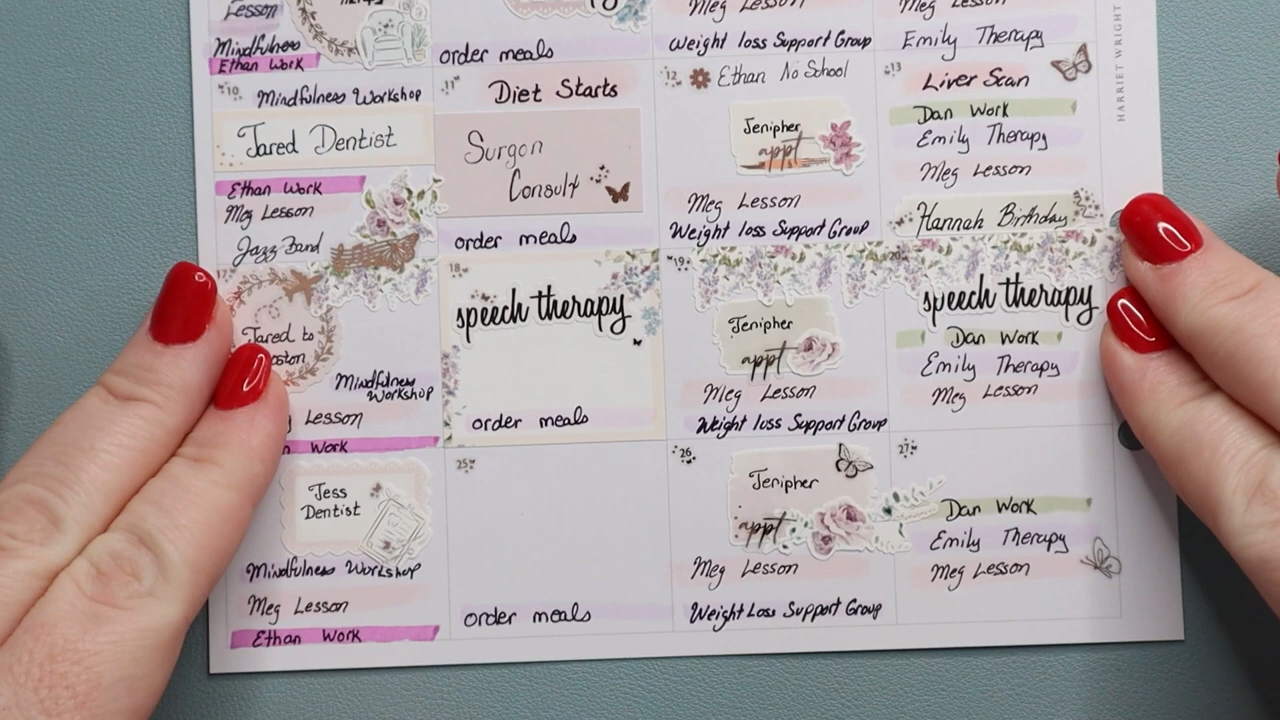 Lesson
Mindfulness
Ethan Work
order meals
Meg Lesson
Weight loss Support Group
Meg Lesson
Emily Therapy
HARRIET WRIGHT
10
Mindfulness Workshop
Jared Dentist
Ethan Work
Meg Lesson
Jazz Band
11
Diet Starts
Surgon
Consult
order meals
12
Ethan No School
Jenipher
appt
Meg Lesson
Weight loss Support Group
13
Liver Scan
Dan Work
Emily Therapy
Meg Lesson
Hannah Birthday
17
Jared to
Mindfulness
Workshop
Lesson
Work
18
speech therapy
order meals
19
Jenipher
appt
Meg Lesson
Weight loss Support Group
20
speech therapy
Dan Work
Emily Therapy
Meg Lesson
Jess
Dentist
Mindfulness Workshop
Meg Lesson
Ethan Work
25
order meals
26
Jenipher
appt
Meg Lesson
Weight Loss Support Group
27
Dan Work
Emily Therapy
Meg Lesson